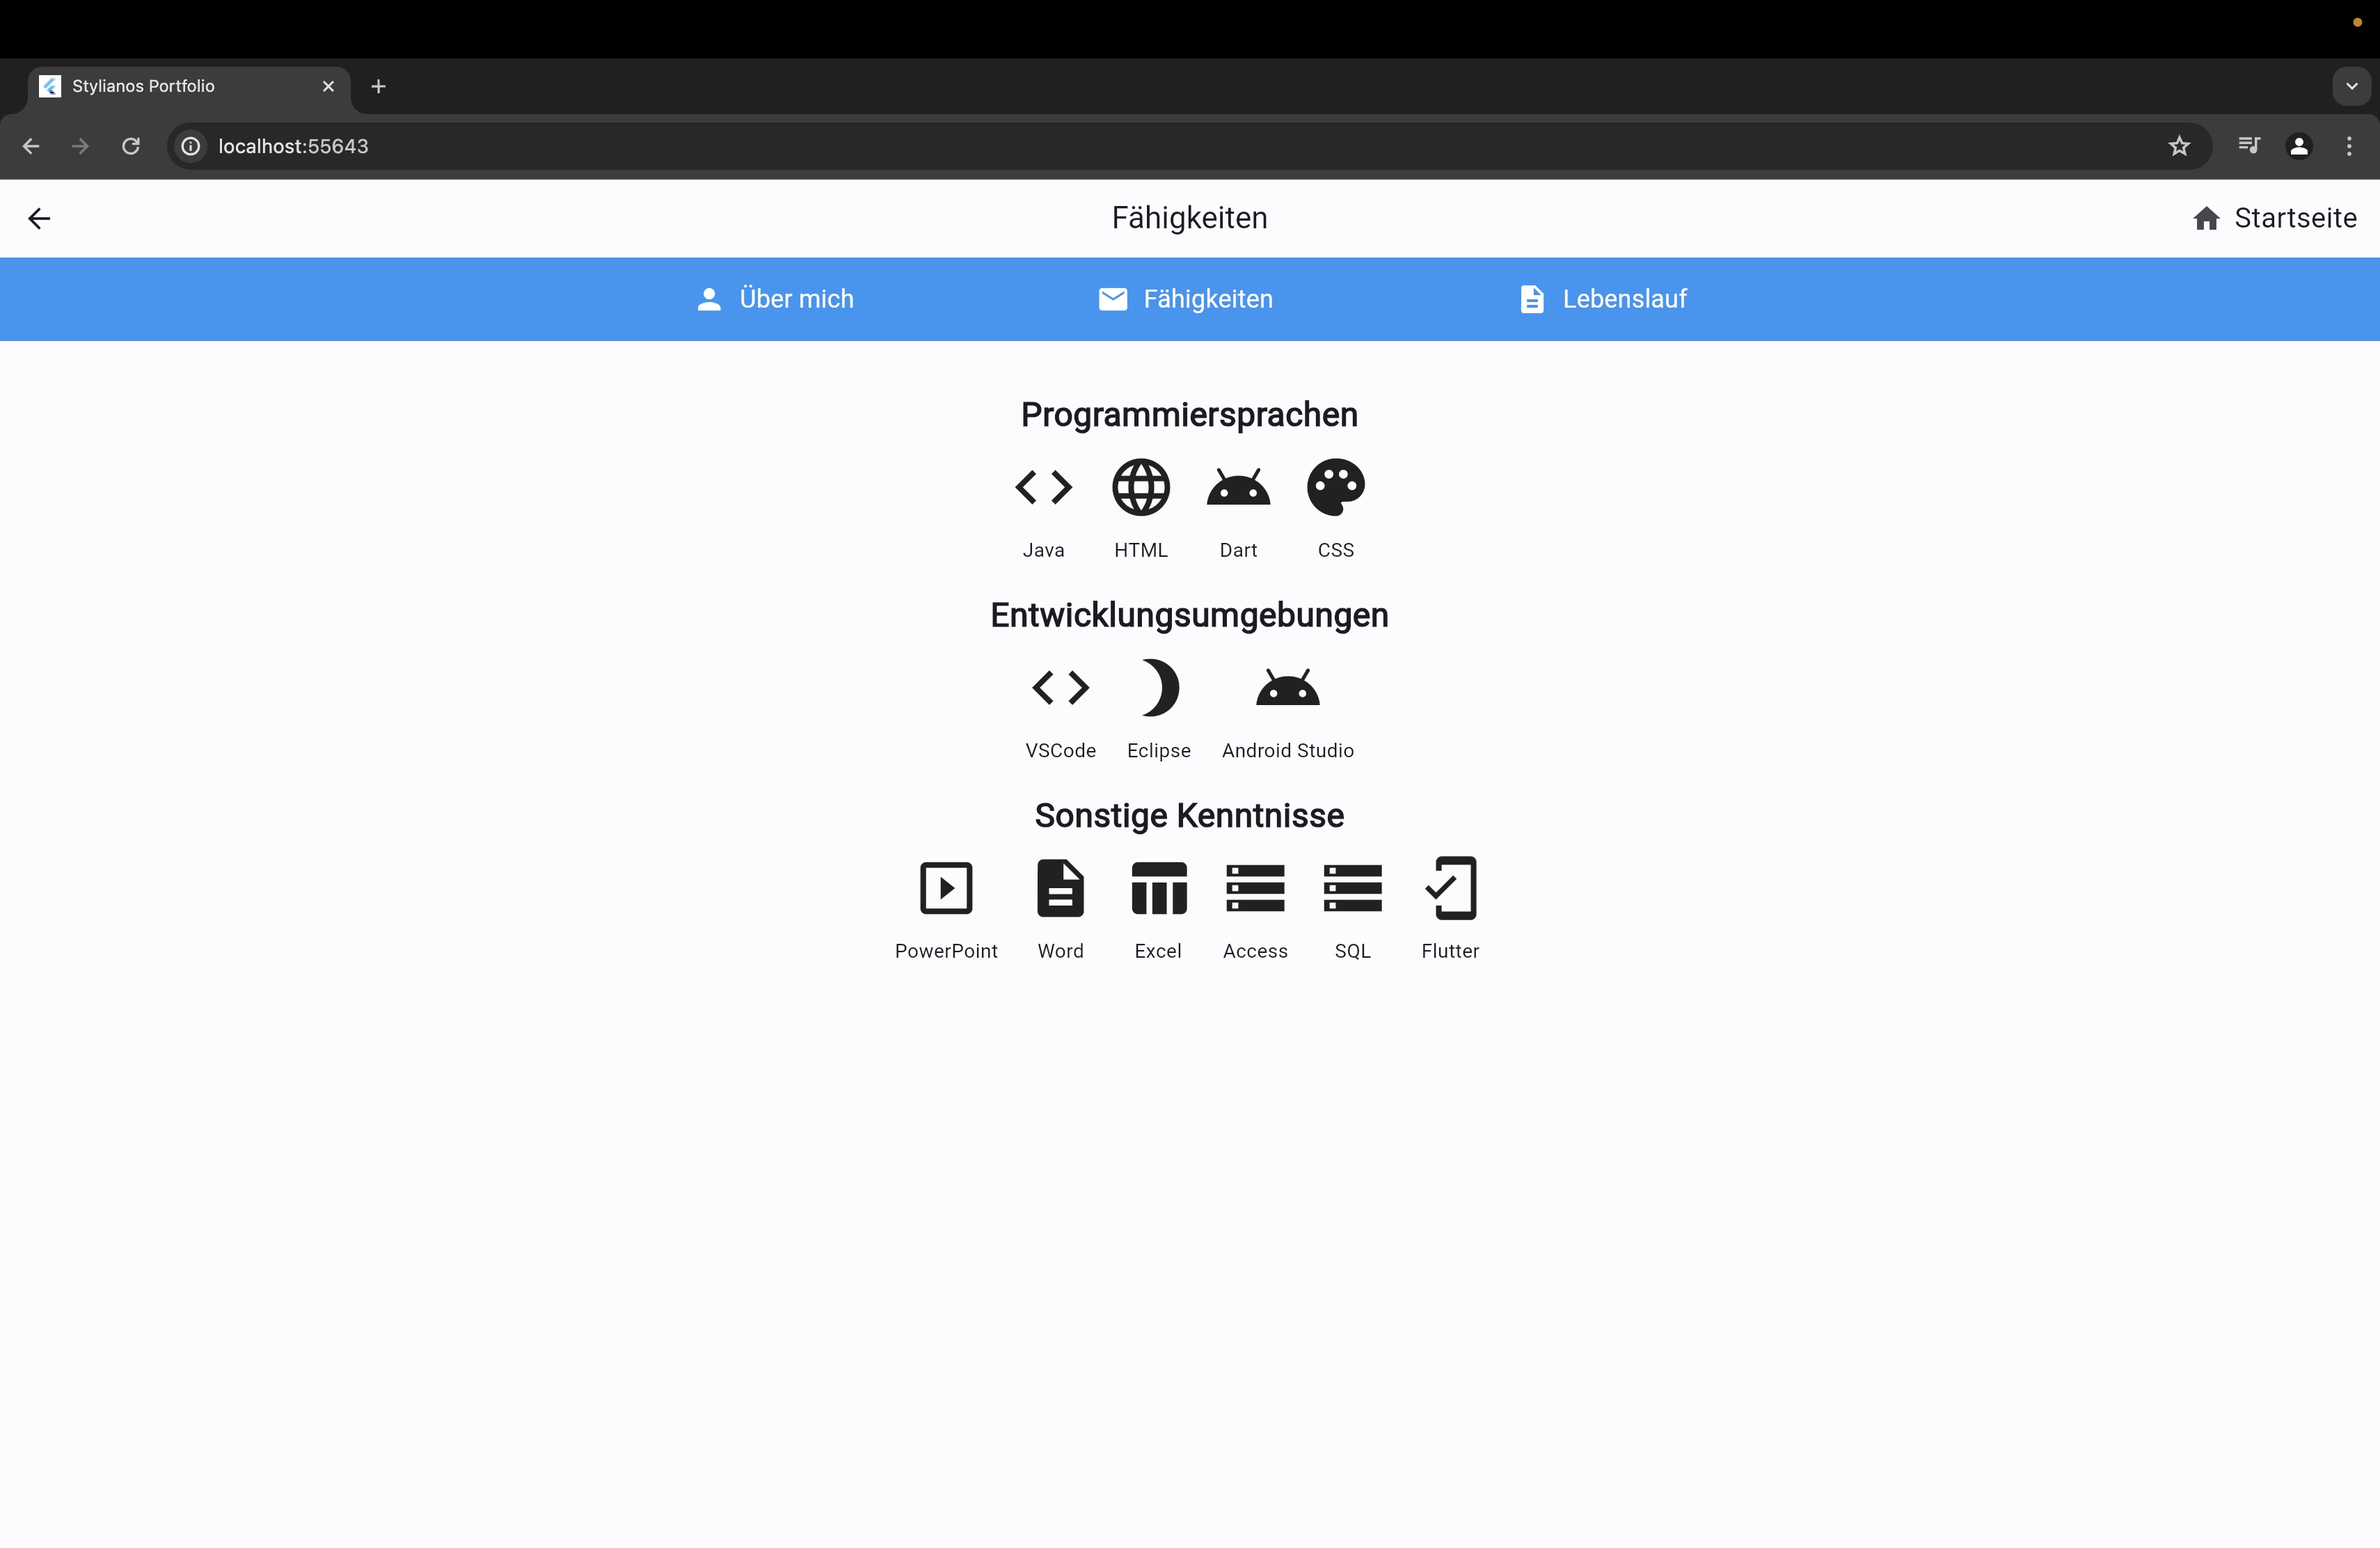 Stylianos Portfolio
localhost:55643
Fähigkeiten
Startseite
Über mich
Fähigkeiten
Lebenslauf
Programmiersprachen
Java
HTML
Dart
CSS
Entwicklungsumgebungen
VSCode
Eclipse
Android Studio
Sonstige Kenntnisse
PowerPoint
Word
Excel
Access
SQL
Flutter